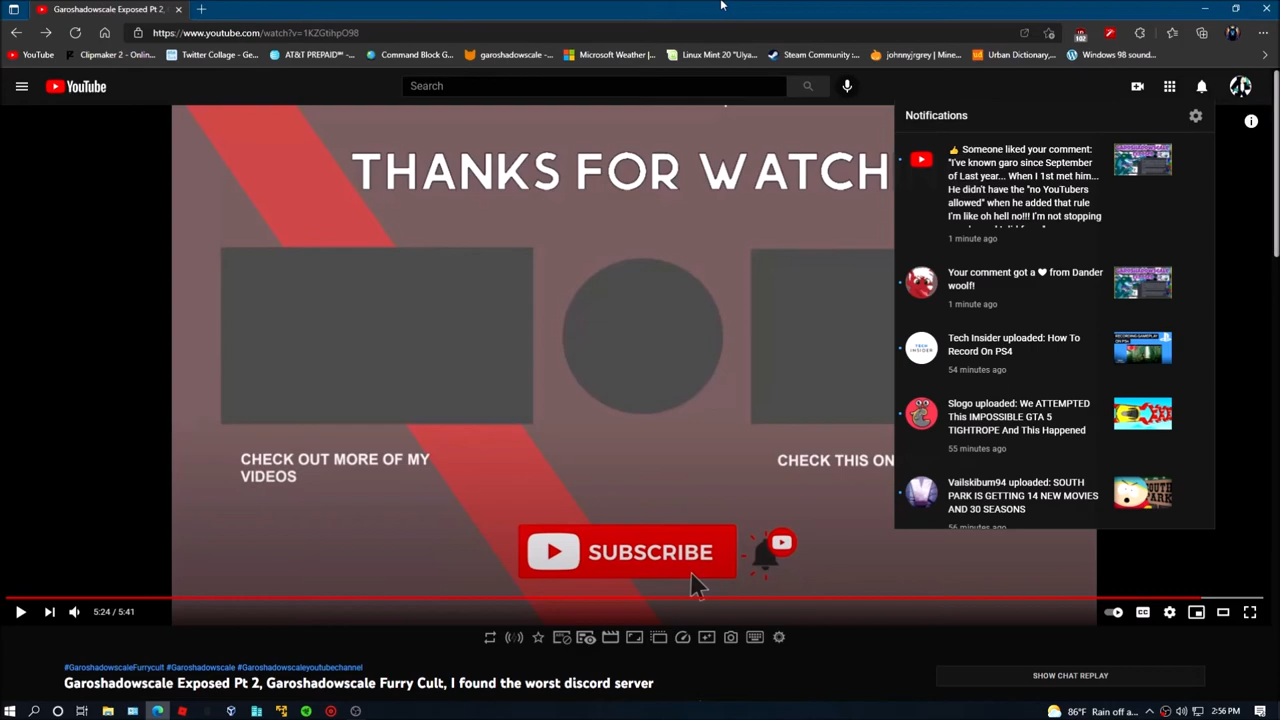 Garoshadowscale Exposed Pt 2,
https://www.youtube.com/watch?v=1KZGtihpO98
102
YouTube
Clipmaker 2 - Onlin...
Twitter Collage - Ge...
AT&T PREPAID℠ -...
Command Block G...
garoshadowscale -...
Microsoft Weather |...
Linux Mint 20 "Ulya...
Steam Community :...
johnnyjrgrey | Mine...
Urban Dictionary,...
Windows 98 sound...
YouTube
Search
Notifications
👍 Someone liked your comment:
"I've known garo since September
of Last year... When I 1st met him...
He didn't have the "no YouTubers
allowed" when he added that rule
I'm like oh hell no!!! I'm not stopping
1 minute ago
Your comment got a ❤ from Dander
woolf!
1 minute ago
Tech Insider uploaded: How To
Record On PS4
54 minutes ago
Slogo uploaded: We ATTEMPTED
This IMPOSSIBLE GTA 5
TIGHTROPE And This Happened
55 minutes ago
Vailskibum94 uploaded: SOUTH
PARK IS GETTING 14 NEW MOVIES
AND 30 SEASONS
56 minutes ago
THANKS FOR WATCH
CHECK OUT MORE OF MY
VIDEOS
CHECK THIS ON
SUBSCRIBE
5:24 / 5:41
#GaroshadowscaleFurrycult #Garoshadowscale #Garoshadowscaleyoutubechannel
Garoshadowscale Exposed Pt 2, Garoshadowscale Furry Cult, I found the worst discord server
SHOW CHAT REPLAY
86°F Rain off a...
2:56 PM